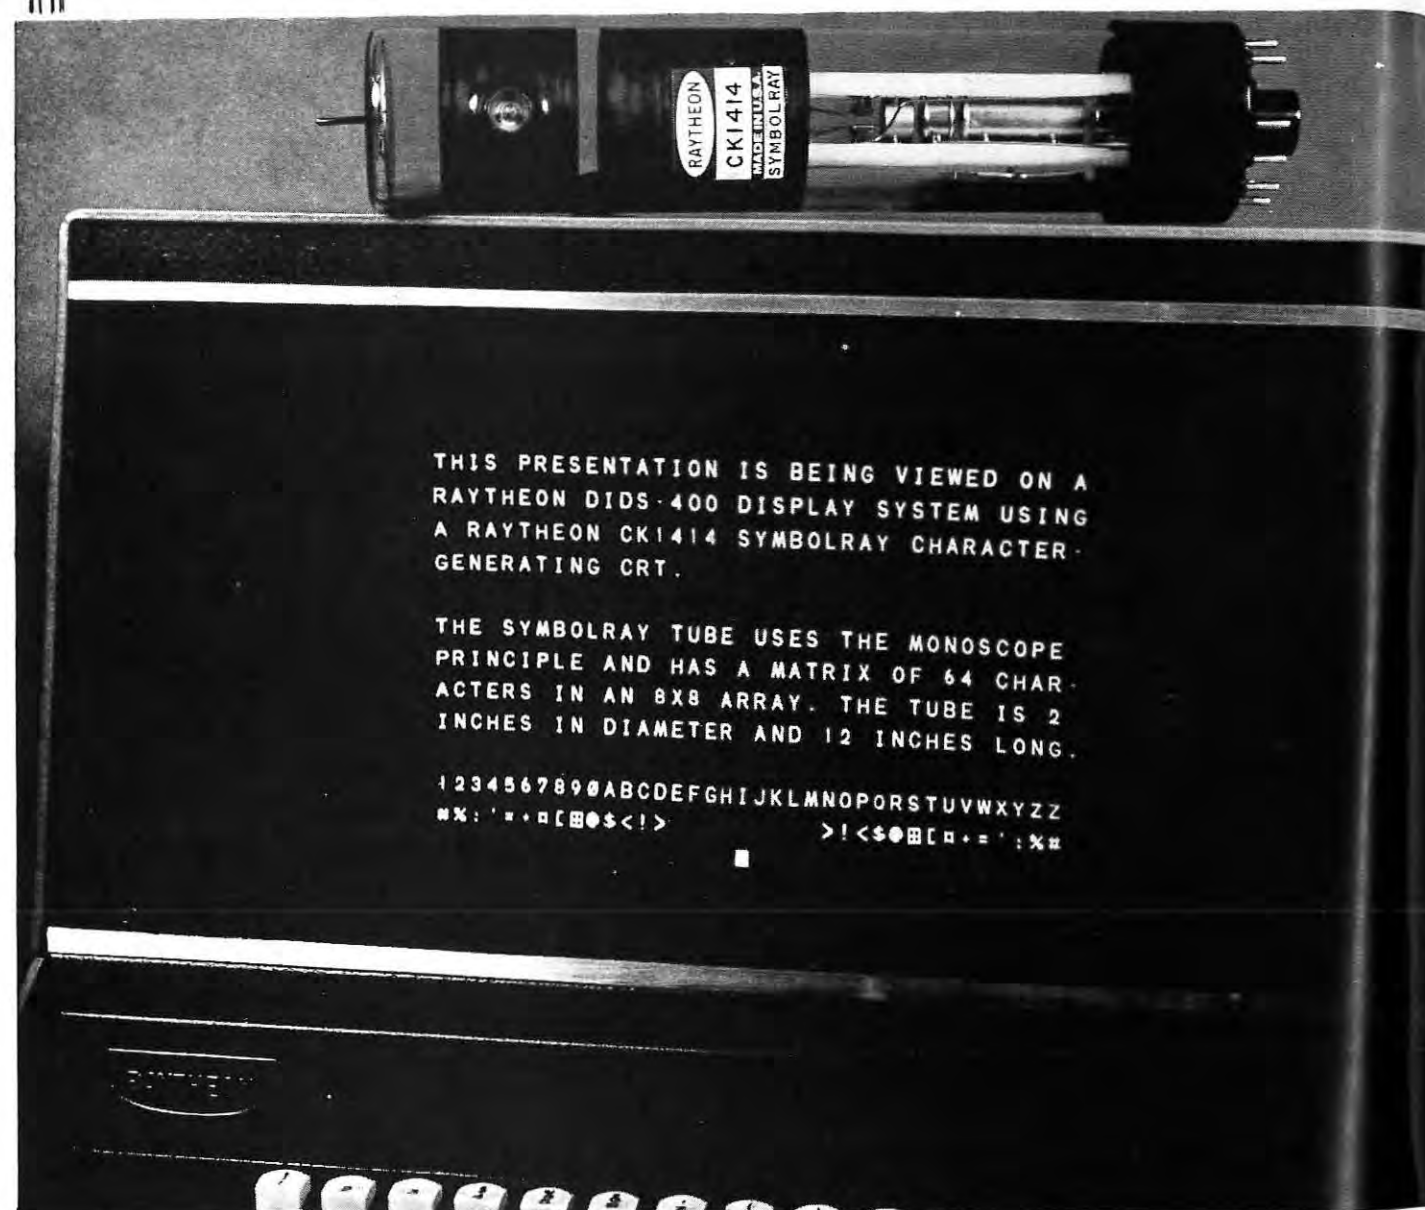 RAYTHEON
CK1414
MADE IN U.S.A.
SYMBOLRAY
THIS PRESENTATION IS BEING VIEWED ON A
RAYTHEON DIDS-400 DISPLAY SYSTEM USING
A RAYTHEON CK1414 SYMBOLRAY CHARACTER-
GENERATING CRT.
THE SYMBOLRAY TUBE USES THE MONOSCOPE
PRINCIPLE AND HAS A MATRIX OF 64 CHAR-
ACTERS IN AN 8X8 ARRAY. THE TUBE IS 2
INCHES IN DIAMETER AND 12 INCHES LONG.
1234567890ABCDEFGHIJKLMNOPQRSTUVWXYZZ
#%:'=+¤[⊞●$<!> >!<$●⊞[¤+=':%#
RAYTHEON